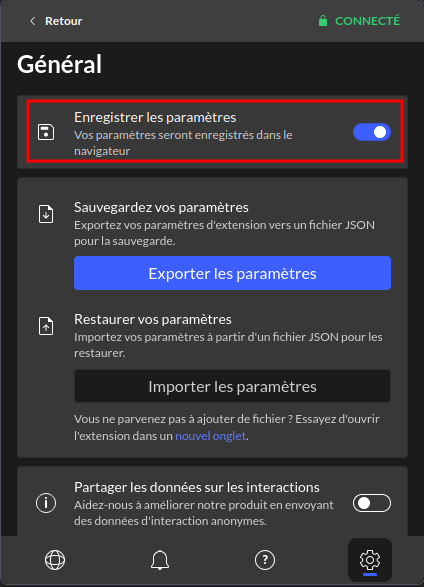 Retour
CONNECTÉ
Général
Enregistrer les paramètres
Vos paramètres seront enregistrés dans le
navigateur
Sauvegardez vos paramètres
Exportez vos paramètres d'extension vers un fichier JSON
pour la sauvegarde.
Exporter les paramètres
Restaurer vos paramètres
Importez vos paramètres à partir d'un fichier JSON pour les
restaurer.
Importer les paramètres
Vous ne parvenez pas à ajouter de fichier ? Essayez d'ouvrir
l'extension dans un nouvel onglet.
Partager les données sur les interactions
Aidez-nous à améliorer notre produit en envoyant
des données d'interaction anonymes.